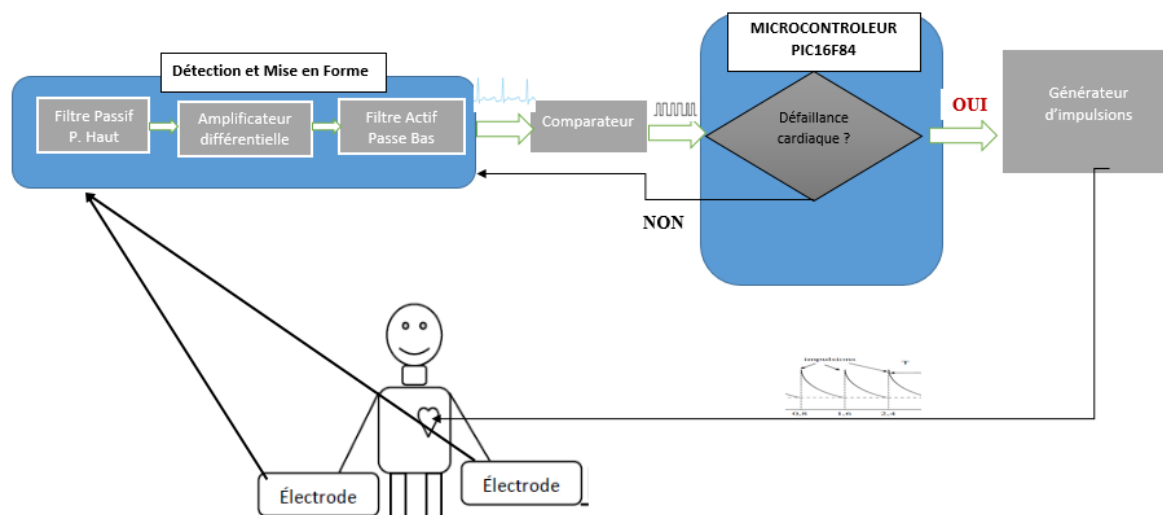 MICROCONTROLEUR
PIC16F84
Détection et Mise en Forme
Filtre Passif
P. Haut
Amplificateur
différentielle
Filtre Actif
Passe Bas
Comparateur
Défaillance
cardiaque ?
OUI
Générateur
d'impulsions
NON
impulsions
T
0.8
1.6
2.4
Électrode
Électrode